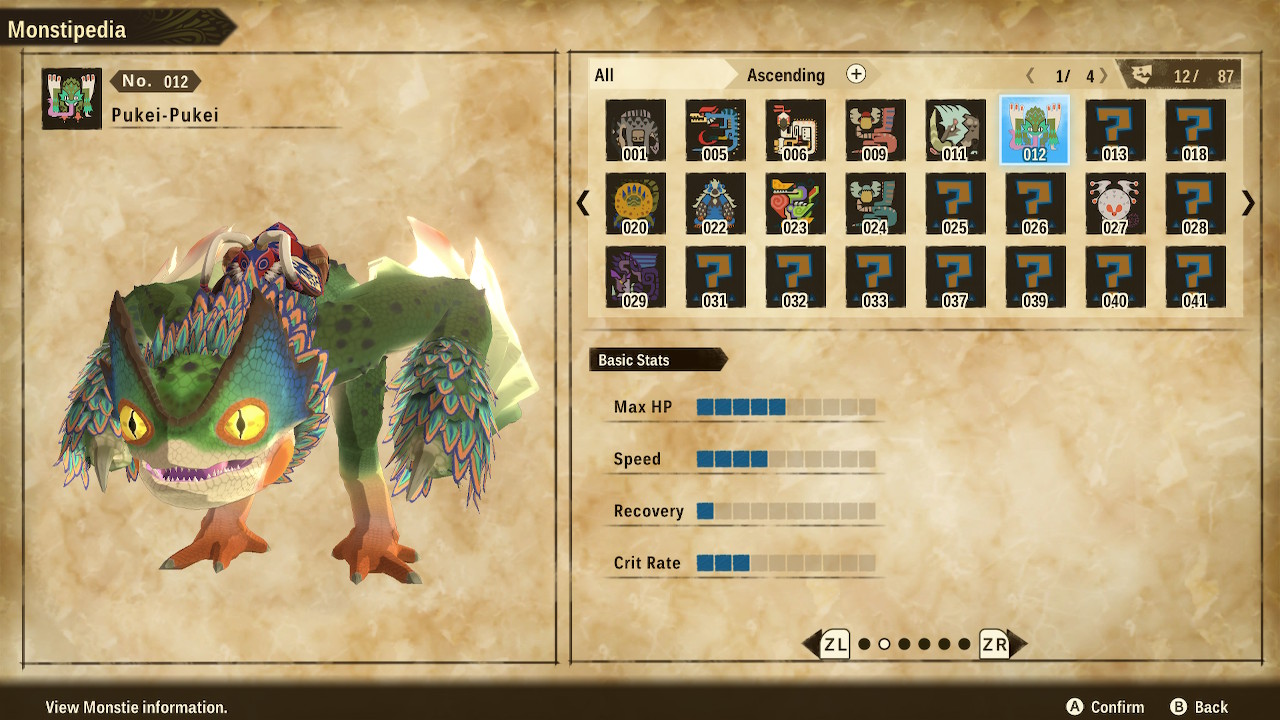 Monstipedia
No. 012
Pukei-Pukei
All
Ascending
1/ 4
12/ 87
001 005 006 009 011 012 013 018
020 022 023 024 025 026 027 028
029 031 032 033 037 039 040 041
Basic Stats
Max HP
Speed
Recovery
Crit Rate
ZL ZR
View Monstie information.
A Confirm B Back